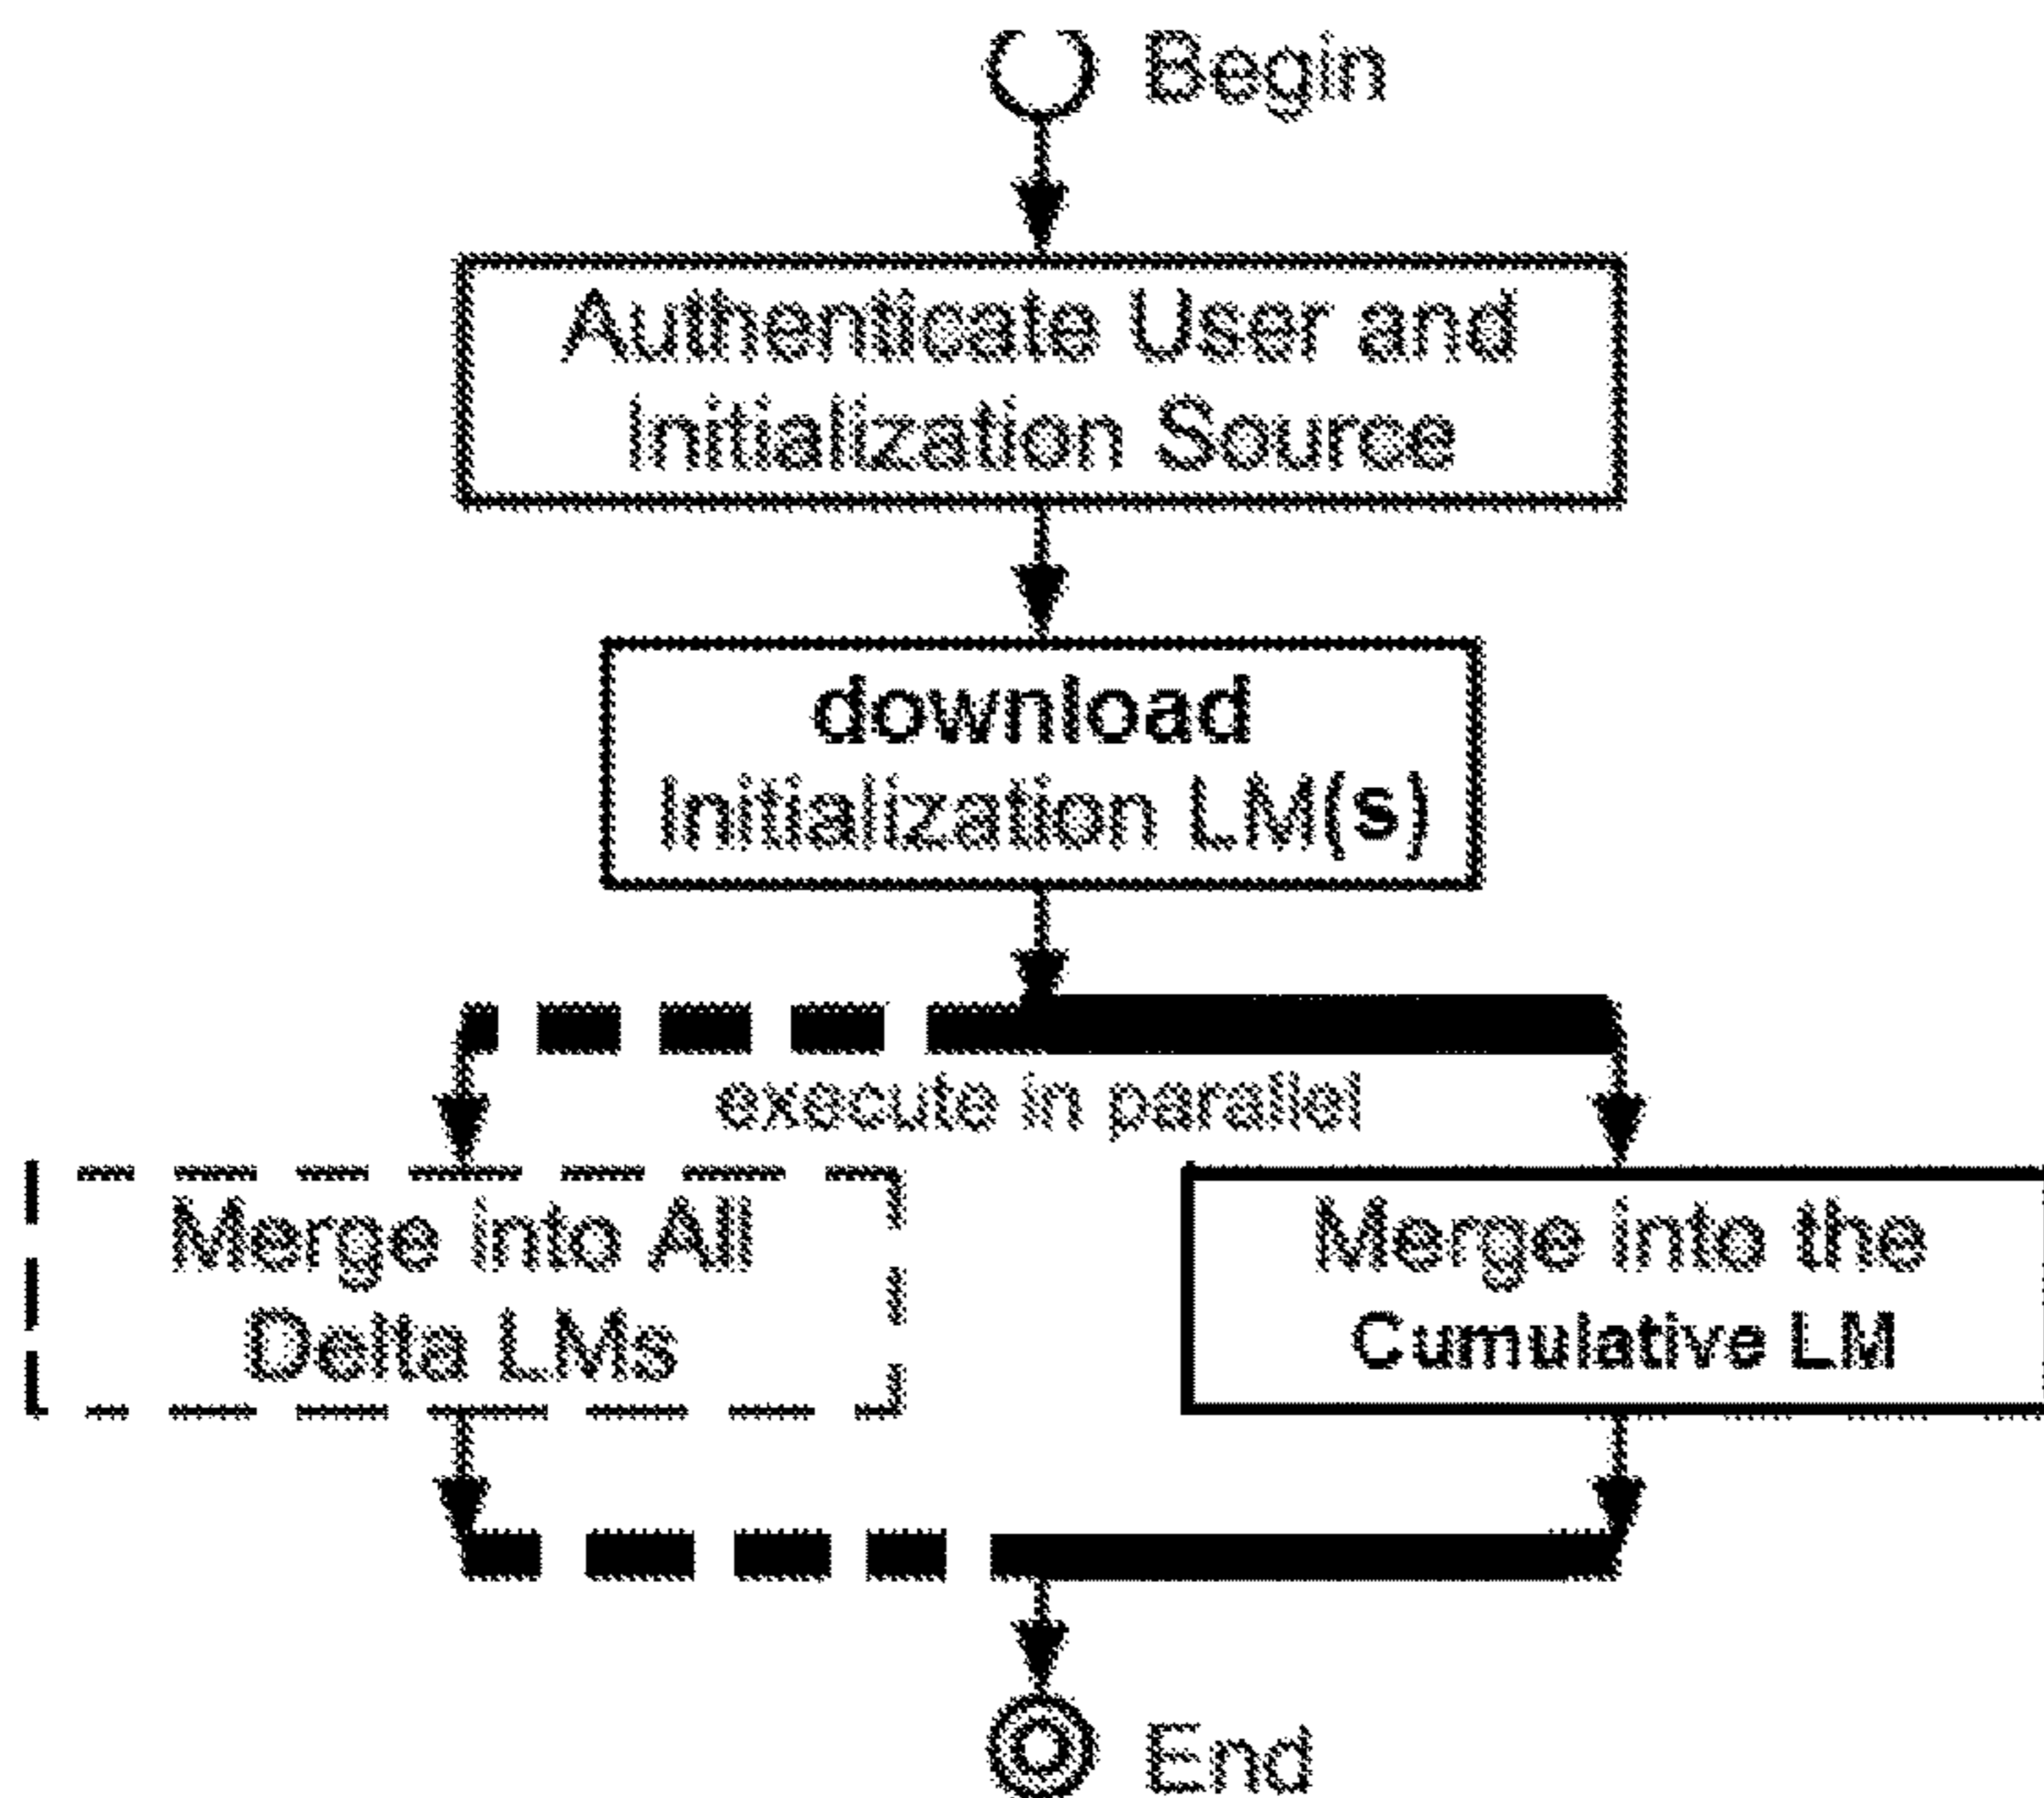 Begin
Authenticate User and
Initialization Source
download
Initialization LM(s)
execute in parallel
Merge into All
Delta LMs
Merge into the
Cumulative LM
End